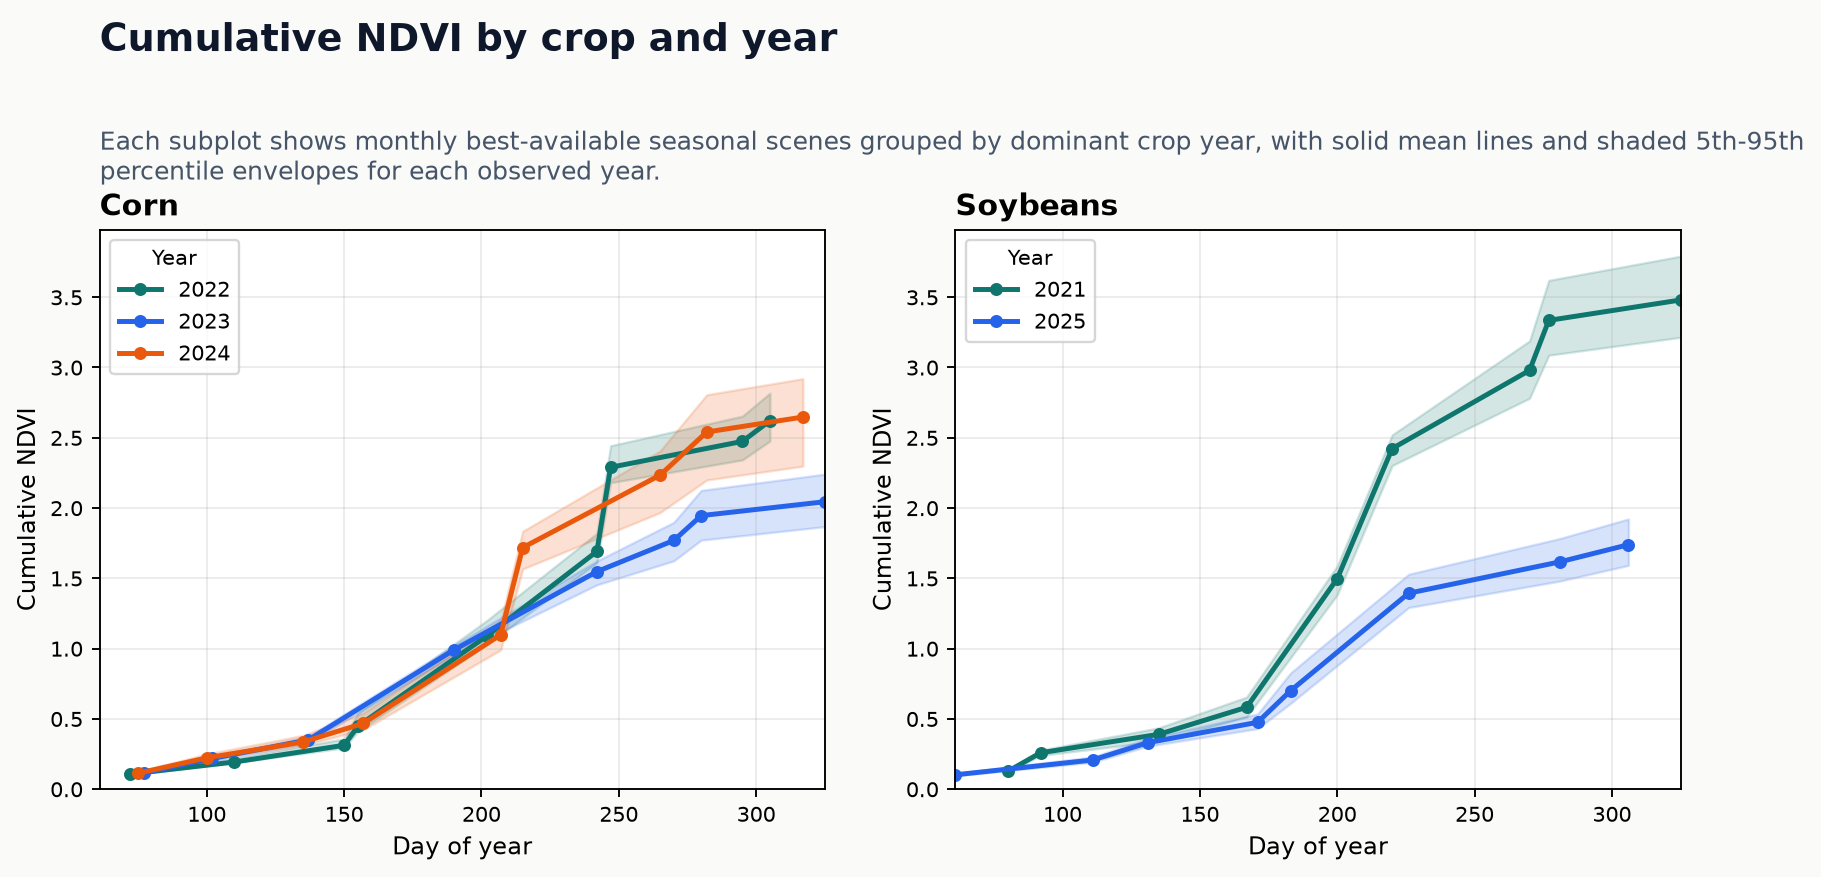 Cumulative NDVI by crop and year
Each subplot shows monthly best-available seasonal scenes grouped by dominant crop year, with solid mean lines and shaded 5th-95th
percentile envelopes for each observed year.
Corn
Year
2022
2023
2024
Cumulative NDVI
3.5
3.0
2.5
2.0
1.5
1.0
0.5
0.0
100 150 200 250 300
Day of year
Soybeans
Year
2021
2025
Cumulative NDVI
3.5
3.0
2.5
2.0
1.5
1.0
0.5
0.0
100 150 200 250 300
Day of year